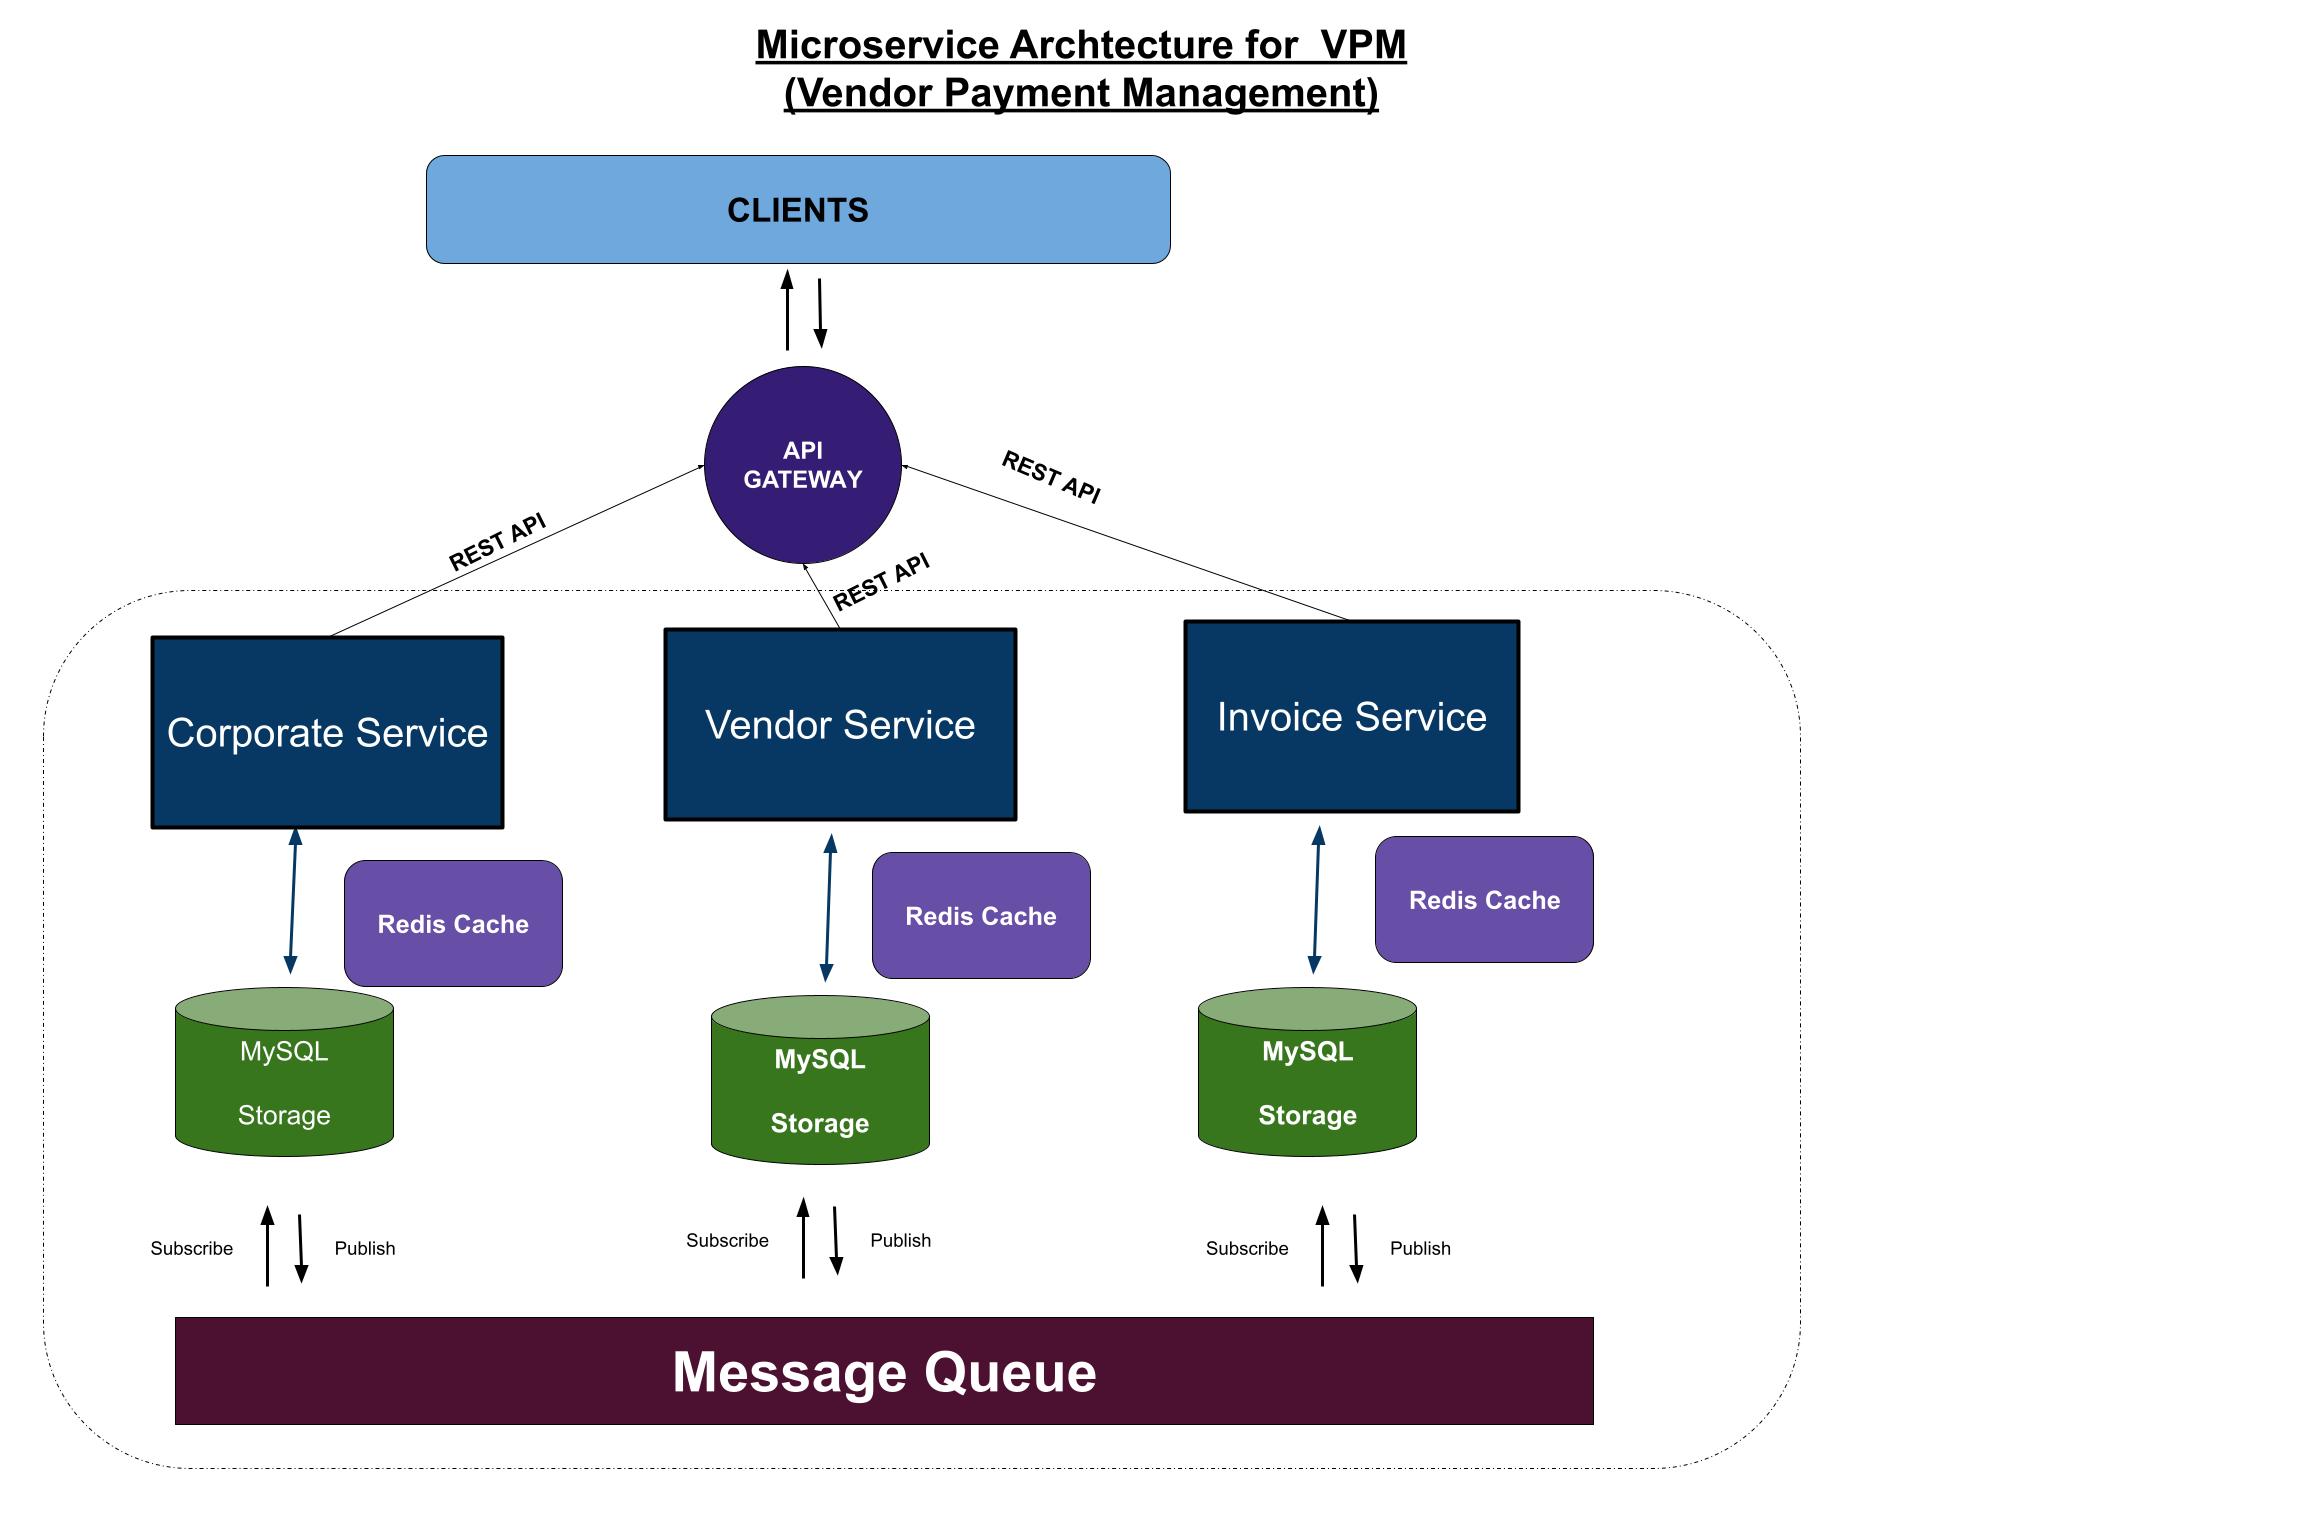 Microservice Archtecture for  VPM
(Vendor Payment Management)
CLIENTS
API
GATEWAY
REST API
REST API
REST API
Corporate Service
Vendor Service
Invoice Service
Redis Cache
Redis Cache
Redis Cache
MySQL
Storage
MySQL
Storage
MySQL
Storage
Subscribe
Publish
Subscribe
Publish
Subscribe
Publish
Message Queue